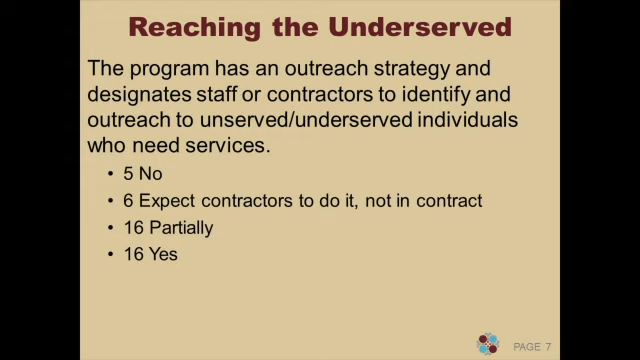 Reaching the Underserved
The program has an outreach strategy and
designates staff or contractors to identify and
outreach to unserved/underserved individuals
who need services.
• 5 No
• 6 Expect contractors to do it, not in contract
• 16 Partially
• 16 Yes
PAGE 7